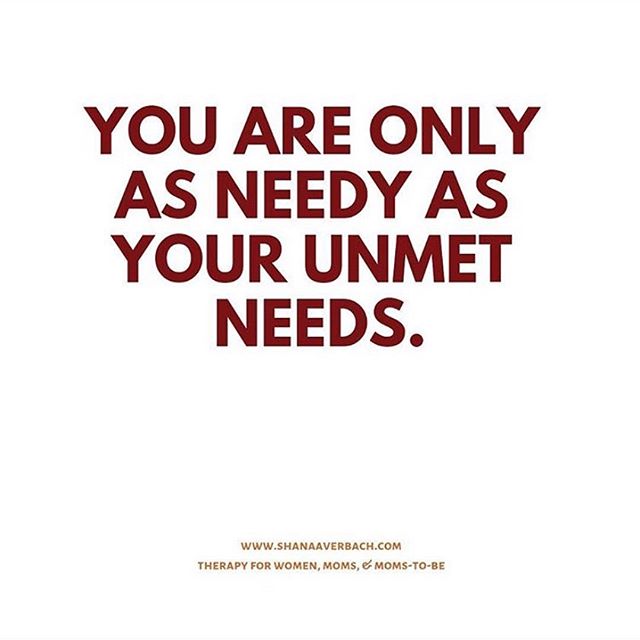 YOU ARE ONLY
AS NEEDY AS
YOUR UNMET
NEEDS.
WWW.SHANAAVERBACH.COM
THERAPY FOR WOMEN, MOMS, & MOMS-TO-BE